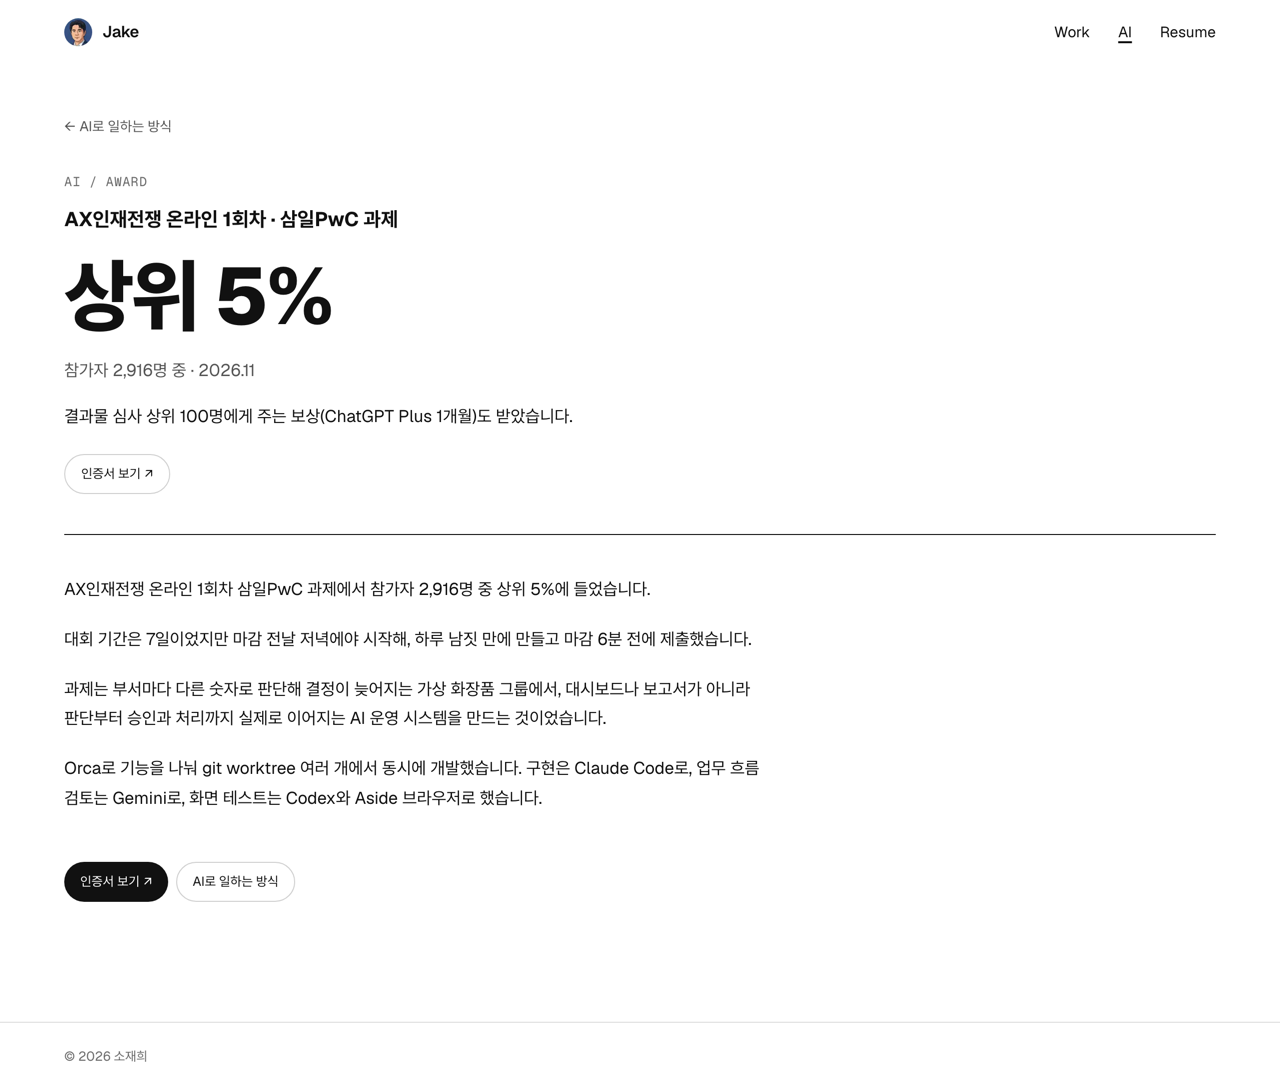 Jake
Work AI Resume
← AI로 일하는 방식
AI / AWARD
AX인재전쟁 온라인 1회차 · 삼일PwC 과제
상위 5%
참가자 2,916명 중 · 2026.11
결과물 심사 상위 100명에게 주는 보상(ChatGPT Plus 1개월)도 받았습니다.
인증서 보기 ↗
AX인재전쟁 온라인 1회차 삼일PwC 과제에서 참가자 2,916명 중 상위 5%에 들었습니다.
대회 기간은 7일이었지만 마감 전날 저녁에야 시작해, 하루 남짓 만에 만들고 마감 6분 전에 제출했습니다.
과제는 부서마다 다른 숫자로 판단해 결정이 늦어지는 가상 화장품 그룹에서, 대시보드나 보고서가 아니라
판단부터 승인과 처리까지 실제로 이어지는 AI 운영 시스템을 만드는 것이었습니다.
Orca로 기능을 나눠 git worktree 여러 개에서 동시에 개발했습니다. 구현은 Claude Code로, 업무 흐름
검토는 Gemini로, 화면 테스트는 Codex와 Aside 브라우저로 했습니다.
인증서 보기 ↗ AI로 일하는 방식
© 2026 소재희